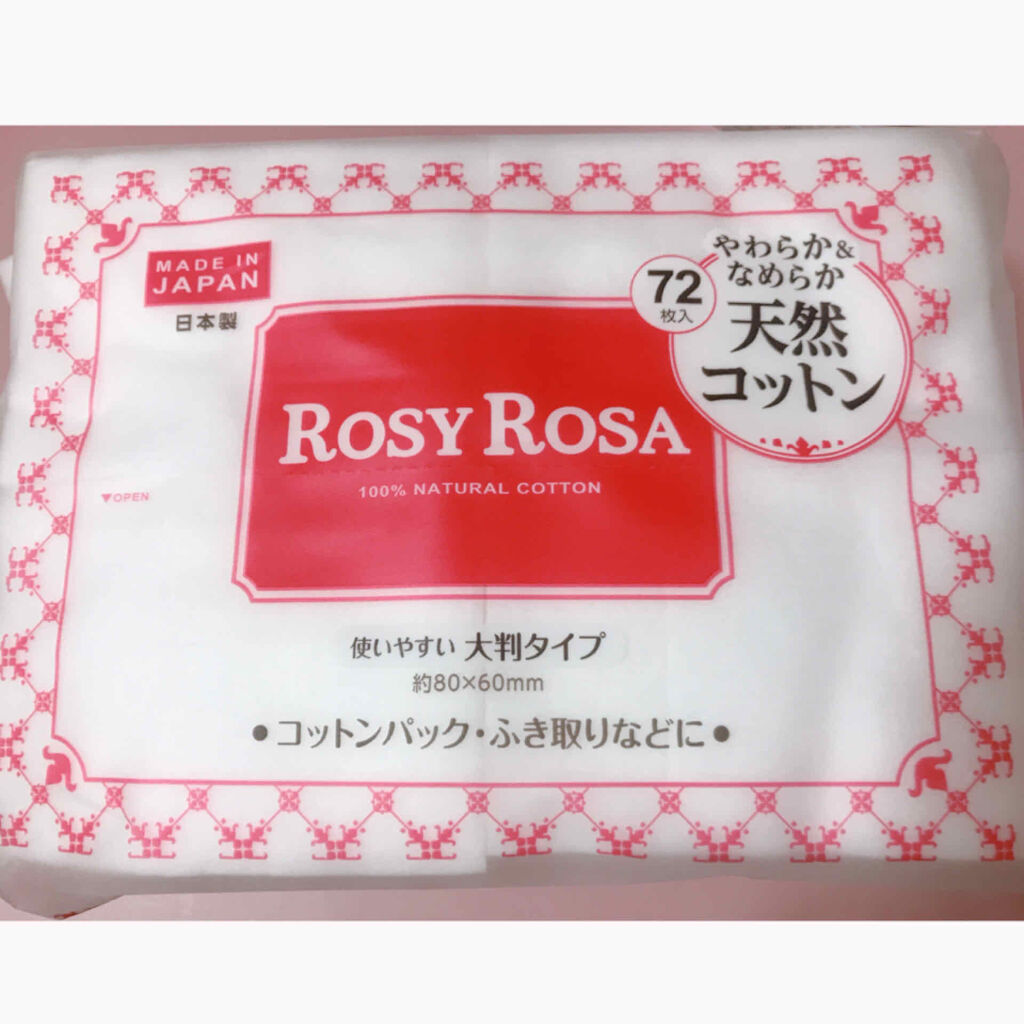 MADE IN
JAPAN
日本製
72
枚入
やわらか&
なめらか
天然
コットン
ROSY ROSA
100% NATURAL COTTON
▼OPEN
使いやすい 大判タイプ
約80×60mm
●コットンパック・ふき取りなどに●